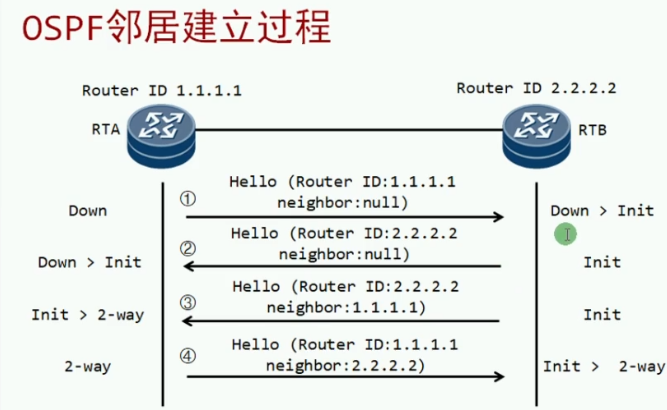 OSPF邻居建立过程
Router ID 1.1.1.1
Router ID 2.2.2.2
RTA
RTB
①
Hello (Router ID:1.1.1.1
neighbor:null)
Down
Down > Init
②
Hello (Router ID:2.2.2.2
neighbor:null)
Down > Init
Init
③
Hello (Router ID:2.2.2.2
neighbor:1.1.1.1)
Init > 2-way
Init
④
Hello (Router ID:1.1.1.1
neighbor:2.2.2.2)
2-way
Init > 2-way